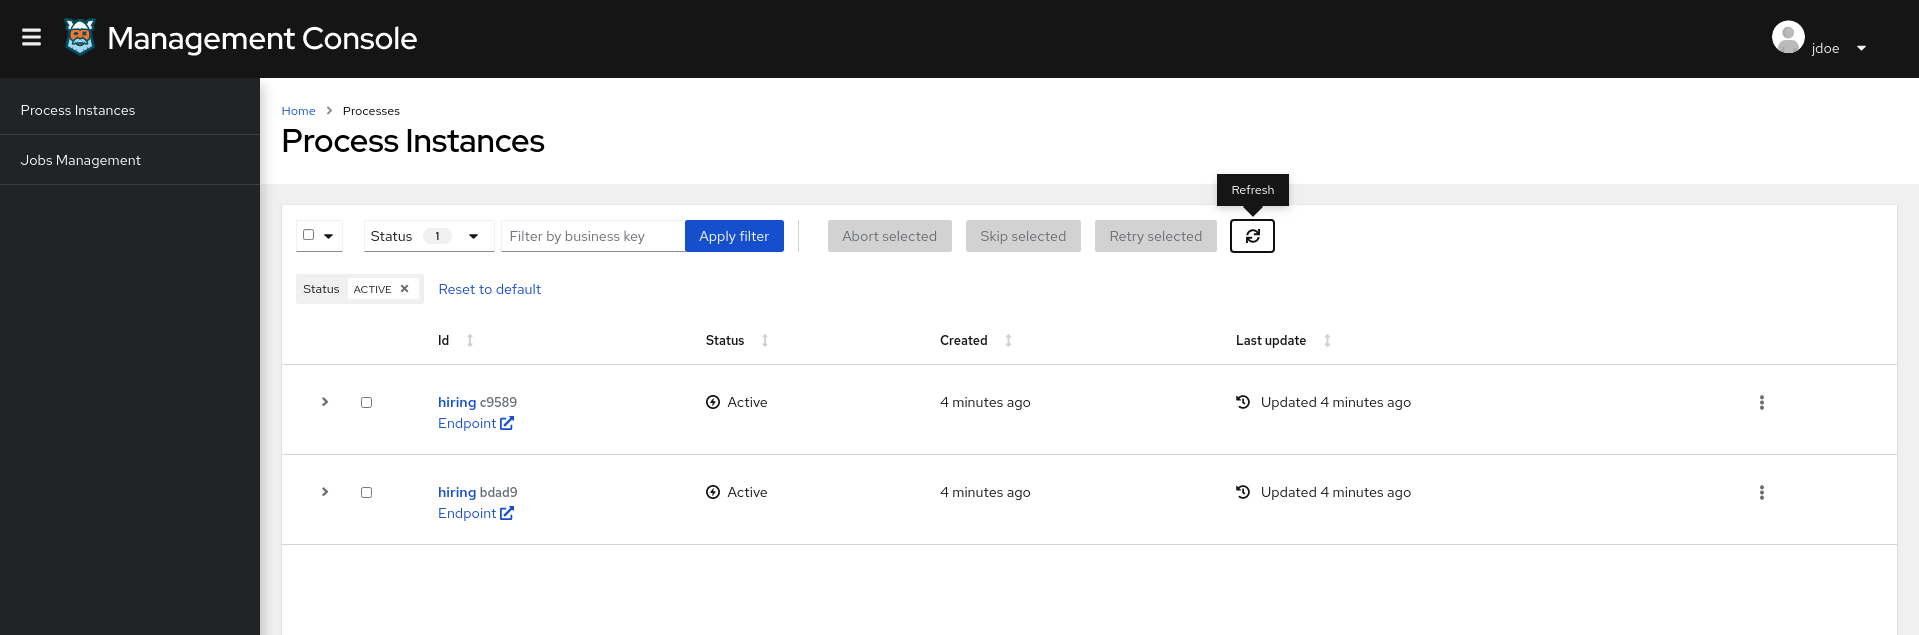 Management Console
jdoe
Process Instances
Jobs Management
Home Processes
Process Instances
Refresh
Status 1 Filter by business key Apply filter Abort selected Skip selected Retry selected
Status ACTIVE Reset to default
Id Status Created Last update
hiring c9589 Active 4 minutes ago Updated 4 minutes ago
Endpoint
hiring bdad9 Active 4 minutes ago Updated 4 minutes ago
Endpoint